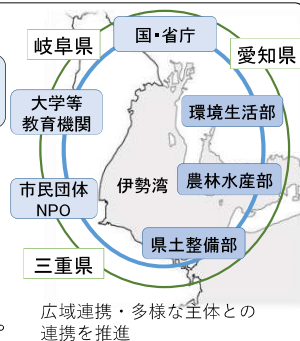 国・省庁
岐阜県
愛知県
大学等
教育機関
環境生活部
伊勢湾
農林水産部
市民団体
NPO
県土整備部
三重県
広域連携・多様な主体との
連携を推進
。